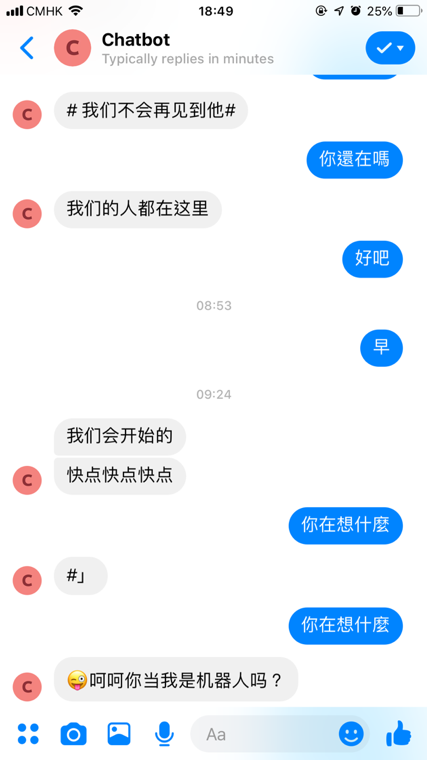 CMHK 18:49 25%
C Chatbot
Typically replies in minutes
# 我们不会再见到他#
C
你還在嗎
我们的人都在这里
C
好吧
08:53
早
09:24
我们会开始的
快点快点快点
C
你在想什麼
#」
C
你在想什麼
😜呵呵你当我是机器人吗？
C
Aa